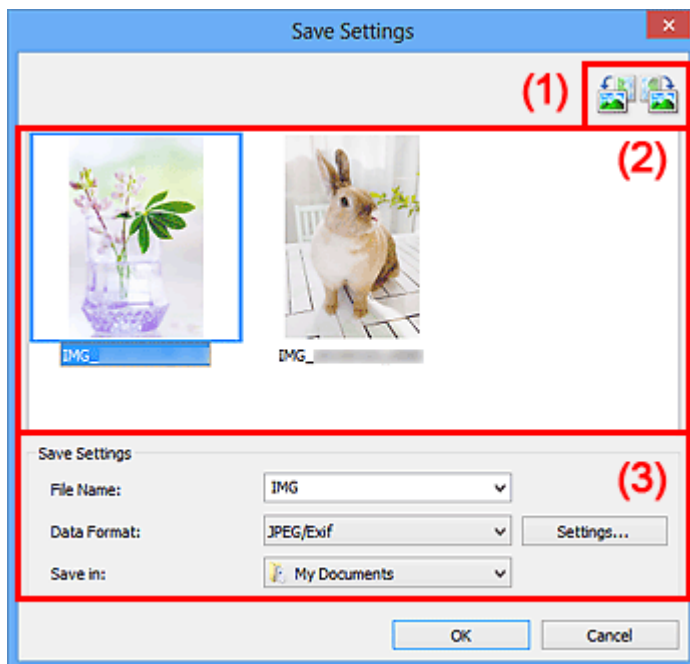 Save Settings
(1)
(2)
IMG_
IMG_
Save Settings
(3)
File Name:
IMG
Data Format:
JPEG/Exif
Settings...
Save in:
My Documents
OK
Cancel